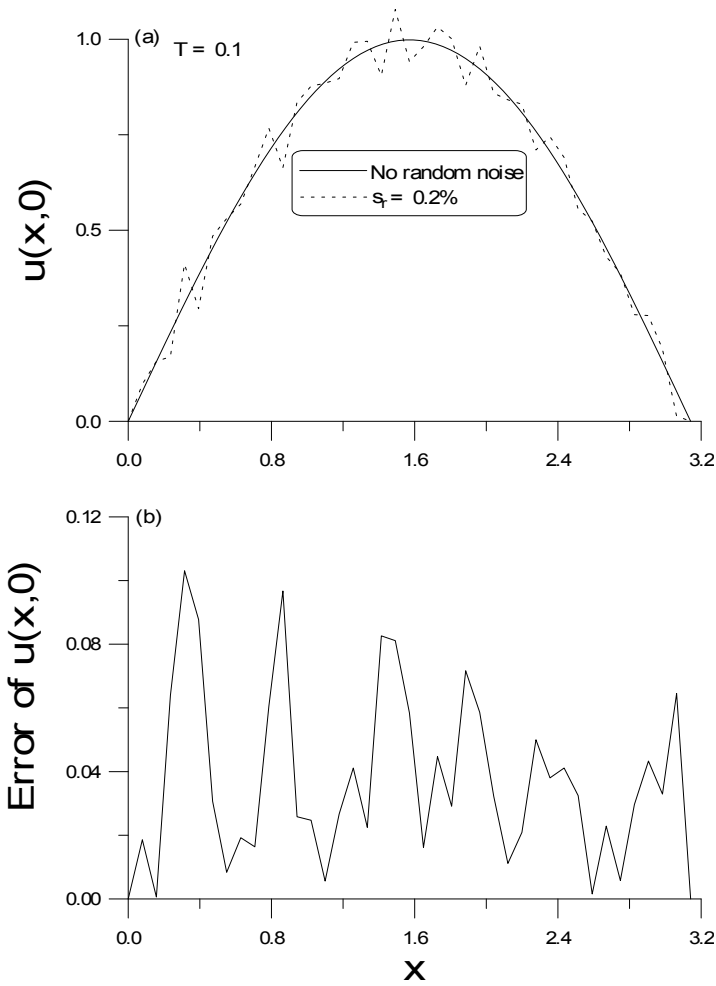 (a)
T = 0.1
1.0
0.5
0.0
u(x,0)
No random noise
s_r = 0.2%
0.0 0.8 1.6 2.4 3.2
(b)
0.12
0.08
0.04
0.00
Error of u(x,0)
0.0 0.8 1.6 2.4 3.2
x